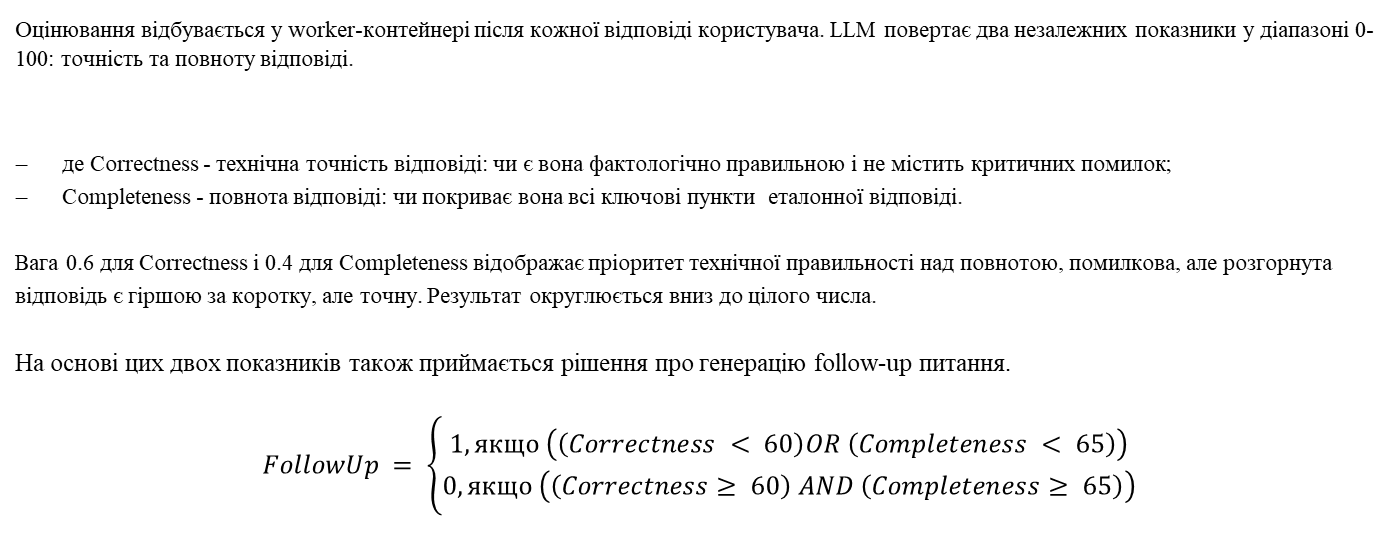 Оцінювання відбувається у worker-контейнері після кожної відповіді користувача. LLM повертає два незалежних показники у діапазоні 0-
100: точність та повноту відповіді.
– де Correctness - технічна точність відповіді: чи є вона фактологічно правильною і не містить критичних помилок;
– Completeness - повнота відповіді: чи покриває вона всі ключові пункти еталонної відповіді.
Вага 0.6 для Correctness і 0.4 для Completeness відображає пріоритет технічної правильності над повнотою, помилкова, але розгорнута
відповідь є гіршою за коротку, але точну. Результат округлюється вниз до цілого числа.
На основі цих двох показників також приймається рішення про генерацію follow-up питання.
FollowUp = {
1, якщо ((Correctness < 60)OR (Completeness < 65))
0, якщо ((Correctness ≥ 60) AND (Completeness ≥ 65))